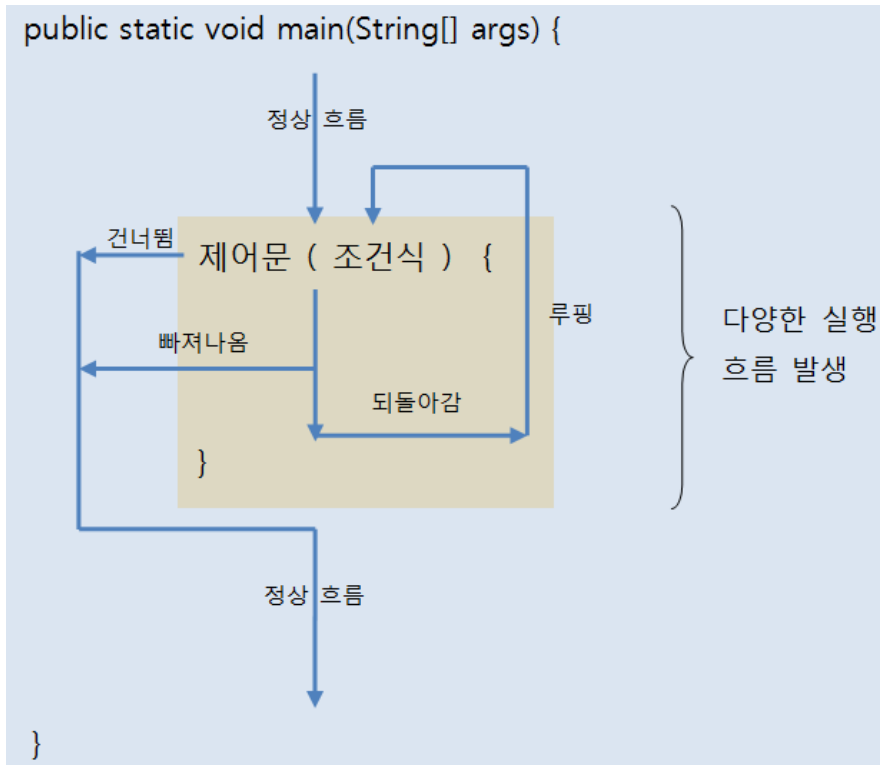 public static void main(String[] args) {
정상 흐름
건너뜀
제어문 ( 조건식 ) {
루핑
다양한 실행
흐름 발생
빠져나옴
되돌아감
}
정상 흐름
}